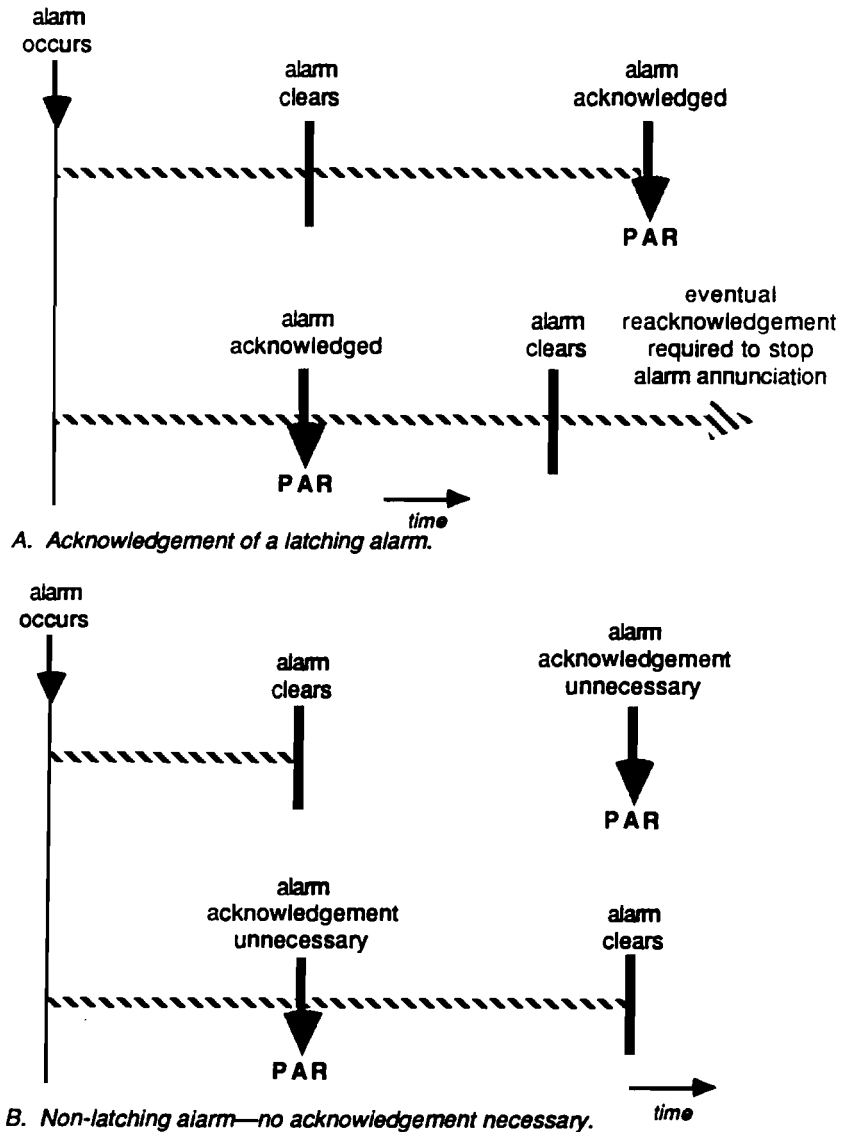 alarm
occurs
alarm
clears
alarm
acknowledged
PAR
alarm
acknowledged
PAR
alarm
clears
eventual
reacknowledgement
required to stop
alarm annunciation
time
A. Acknowledgement of a latching alarm.
alarm
occurs
alarm
clears
alarm
acknowledgement
unnecessary
PAR
alarm
acknowledgement
unnecessary
PAR
alarm
clears
time
B. Non-latching alarm—no acknowledgement necessary.